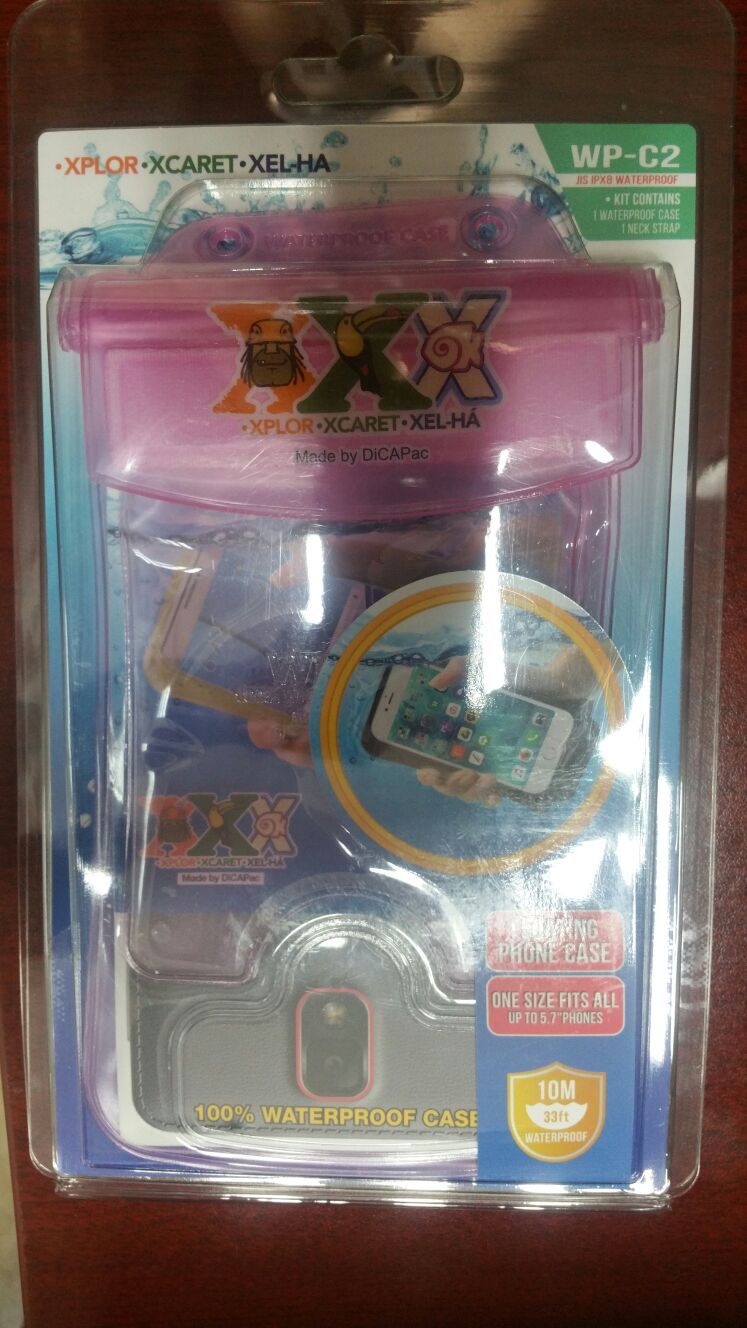 •XPLOR•XCARET•XEL-HA
WP-C2
JIS IPX8 WATERPROOF
• KIT CONTAINS
1 WATERPROOF CASE
1 NECK STRAP
WATERPROOF CASE
XXX
•XPLOR•XCARET•XEL-HÁ
Made by DiCAPac
XXX
•XPLOR•XCARET•XEL-HÁ
Made by DiCAPac
PHONE CASE
ONE SIZE FITS ALL
UP TO 5.7" PHONES
10M
33ft
WATERPROOF
100% WATERPROOF CASE